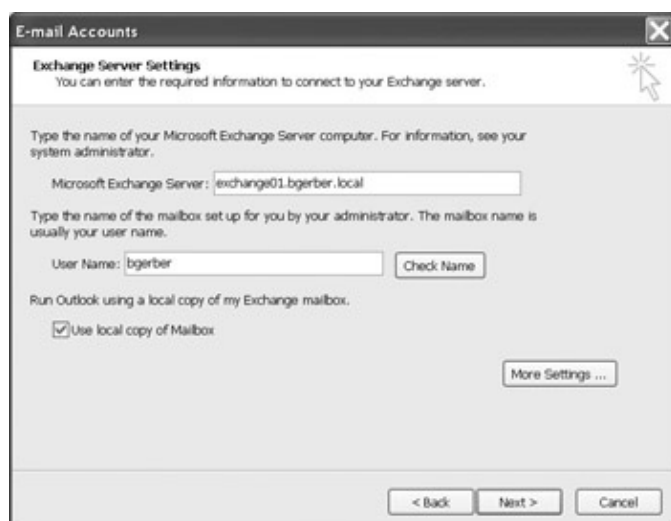 E-mail Accounts
Exchange Server Settings
You can enter the required information to connect to your Exchange server.
Type the name of your Microsoft Exchange Server computer. For information, see your
system administrator.
Microsoft Exchange Server: exchange01.bgerber.local
Type the name of the mailbox set up for you by your administrator. The mailbox name is
usually your user name.
User Name: bgerber Check Name
Run Outlook using a local copy of my Exchange mailbox.
Use local copy of Mailbox
More Settings ...
< Back Next > Cancel